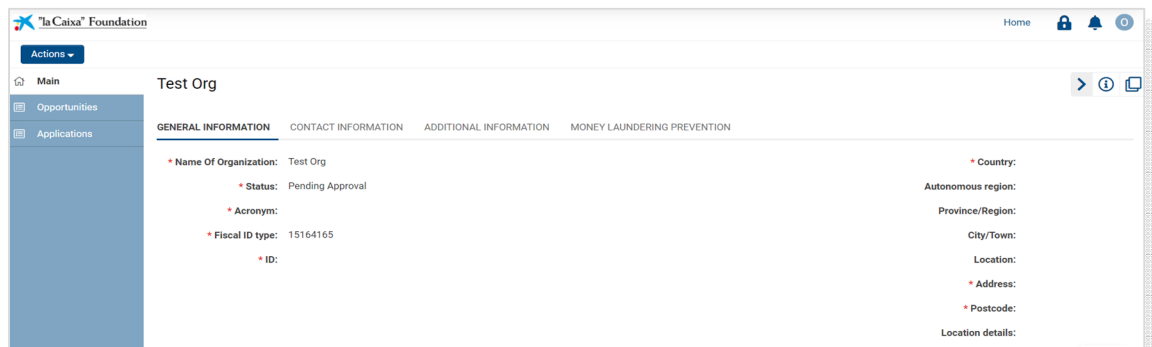 "la Caixa" Foundation
Home
O
Actions
Main
Opportunities
Applications
Test Org
GENERAL INFORMATION CONTACT INFORMATION ADDITIONAL INFORMATION MONEY LAUNDERING PREVENTION
* Name Of Organization: Test Org
* Status: Pending Approval
* Acronym:
* Fiscal ID type: 15164165
* ID:
* Country:
Autonomous region:
Province/Region:
City/Town:
Location:
* Address:
* Postcode:
Location details: